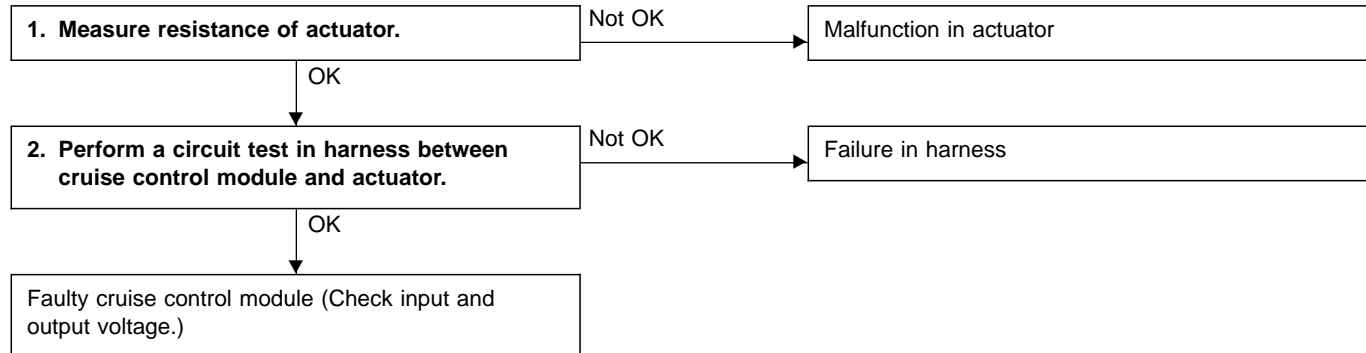 1. Measure resistance of actuator.
Not OK
Malfunction in actuator
OK
2. Perform a circuit test in harness between
cruise control module and actuator.
Not OK
Failure in harness
OK
Faulty cruise control module (Check input and
output voltage.)